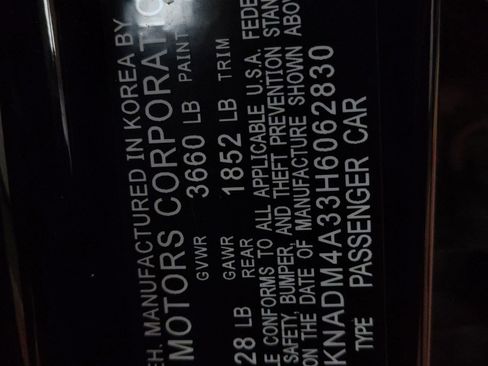 EH. MANUFACTURED IN KOREA BY
MOTORS CORPORATIO
GVWR 3660 LB PAINT
GAWR 1852 LB TRIM
28 LB REAR
E CONFORMS TO ALL APPLICABLE U.S.A. FEDE
SAFETY, BUMPER, AND THEFT PREVENTION STAN
ON THE DATE OF MANUFACTURE SHOWN ABOV
KNADM4A33H6062830
TYPE PASSENGER CAR